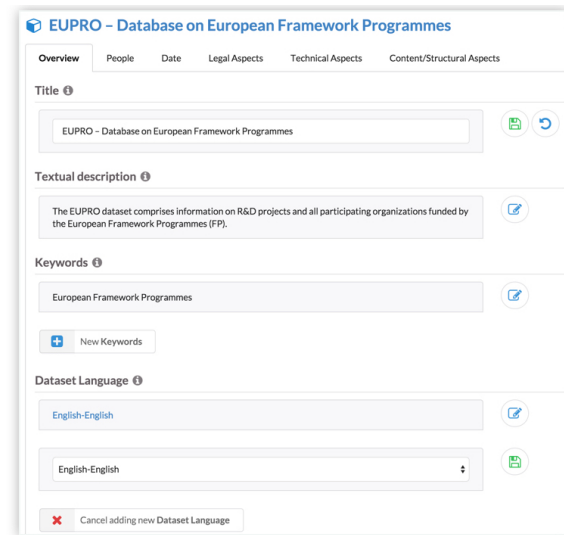 EUPRO – Database on European Framework Programmes
Overview People Date Legal Aspects Technical Aspects Content/Structural Aspects
Title
EUPRO – Database on European Framework Programmes
Textual description
The EUPRO dataset comprises information on R&D projects and all participating organizations funded by
the European Framework Programmes (FP).
Keywords
European Framework Programmes
New Keywords
Dataset Language
English-English
English-English
Cancel adding new Dataset Language